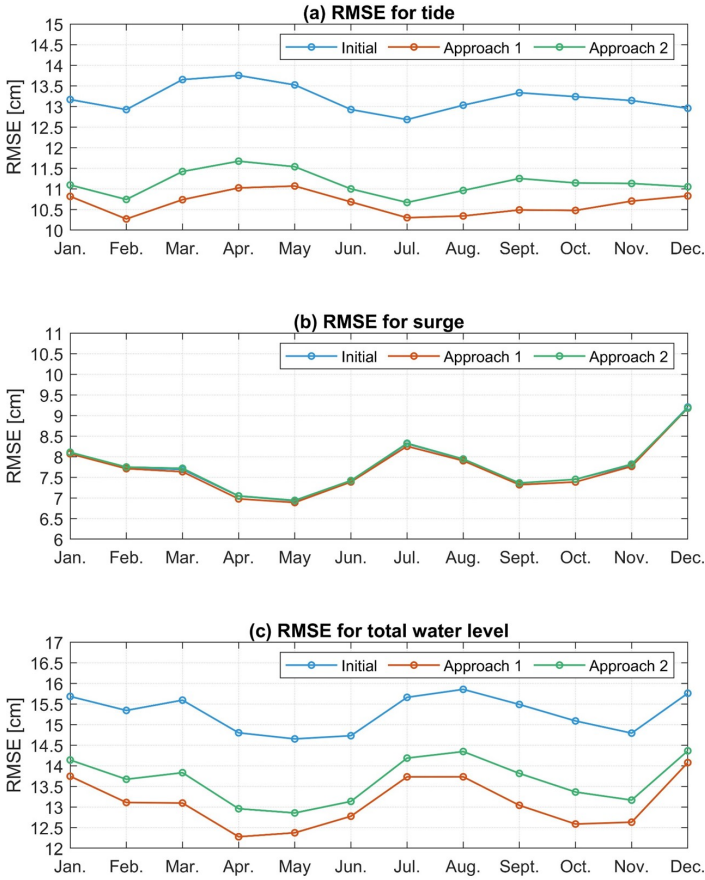 (a) RMSE for tide
Initial Approach 1 Approach 2
RMSE [cm]
15
14.5
14
13.5
13
12.5
12
11.5
11
10.5
10
Jan. Feb. Mar. Apr. May Jun. Jul. Aug. Sept. Oct. Nov. Dec.
(b) RMSE for surge
Initial Approach 1 Approach 2
RMSE [cm]
11
10.5
10
9.5
9
8.5
8
7.5
7
6.5
6
Jan. Feb. Mar. Apr. May Jun. Jul. Aug. Sept. Oct. Nov. Dec.
(c) RMSE for total water level
Initial Approach 1 Approach 2
RMSE [cm]
17
16.5
16
15.5
15
14.5
14
13.5
13
12.5
12
Jan. Feb. Mar. Apr. May Jun. Jul. Aug. Sept. Oct. Nov. Dec.